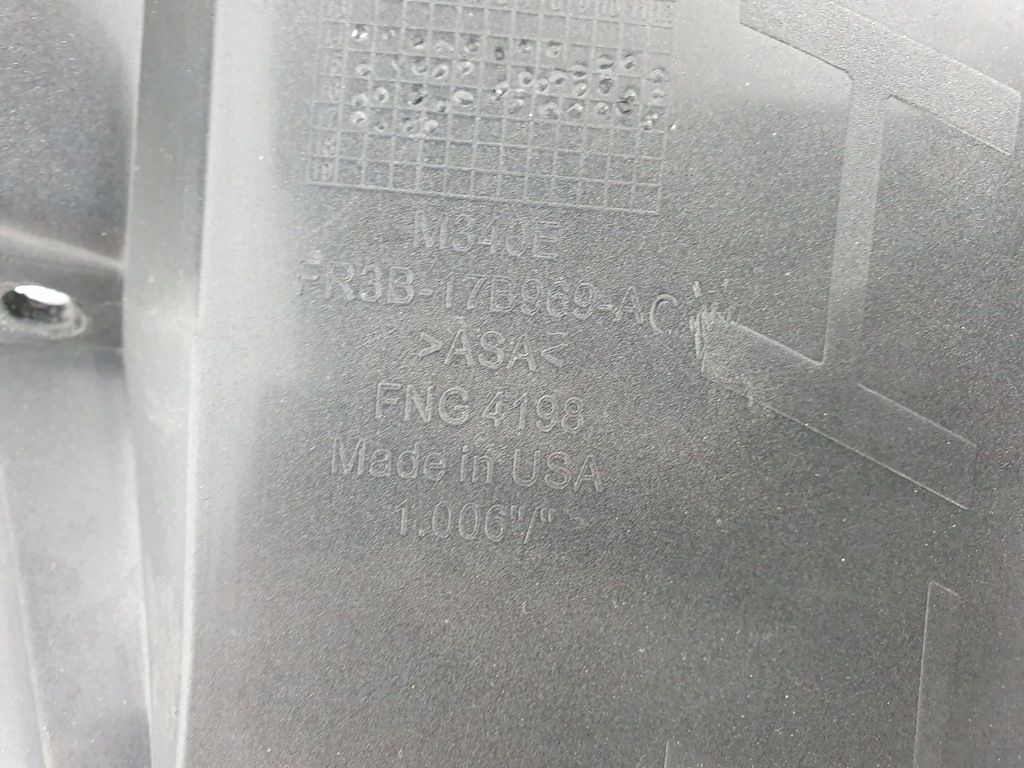 M340E
FR3B-17B969-AC
>ASA<
FNG 4198
Made in USA
1.006"/"